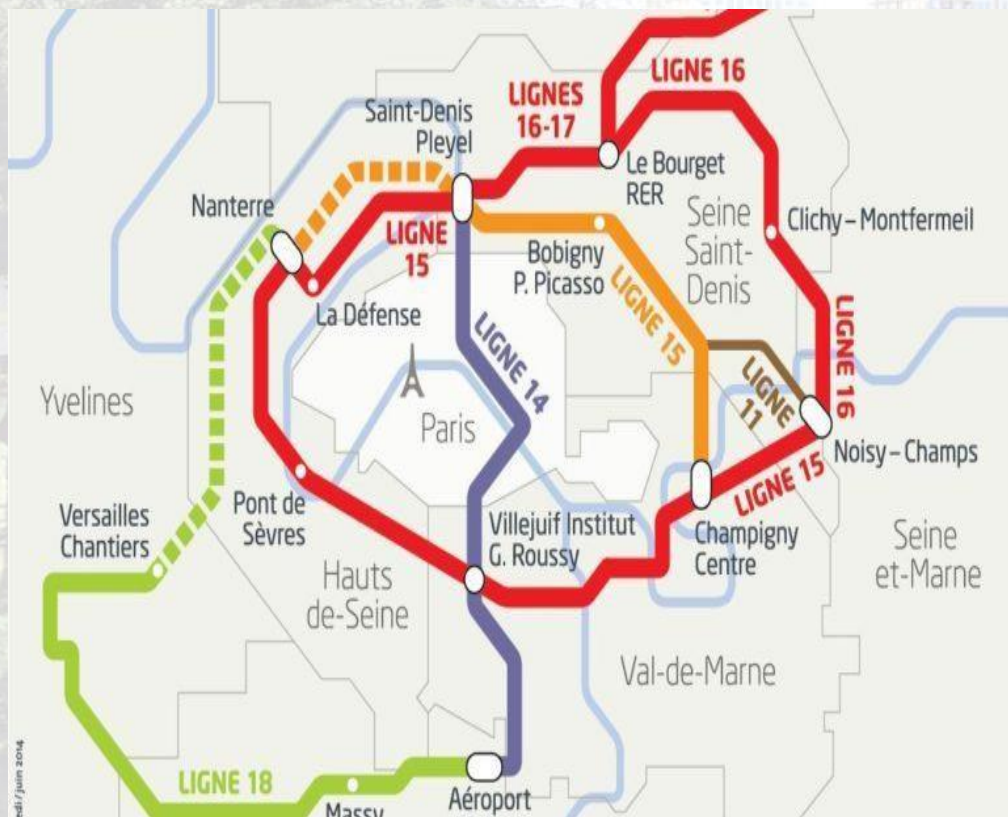 LIGNE 16
LIGNES
16-17
Saint-Denis
Pleyel
Le Bourget
RER
Nanterre
Seine
Saint-
Denis
Clichy – Montfermeil
LIGNE
15
Bobigny
P. Picasso
La Défense
LIGNE 15
LIGNE 14
LIGNE 16
LIGNE
11
Yvelines
Paris
Noisy – Champs
LIGNE 15
Pont de
Sèvres
Versailles
Chantiers
Villejuif Institut
G. Roussy
Champigny
Centre
Seine
et-Marne
Hauts
de-Seine
Val-de-Marne
LIGNE 18
Massy
Aéroport
juin 2014